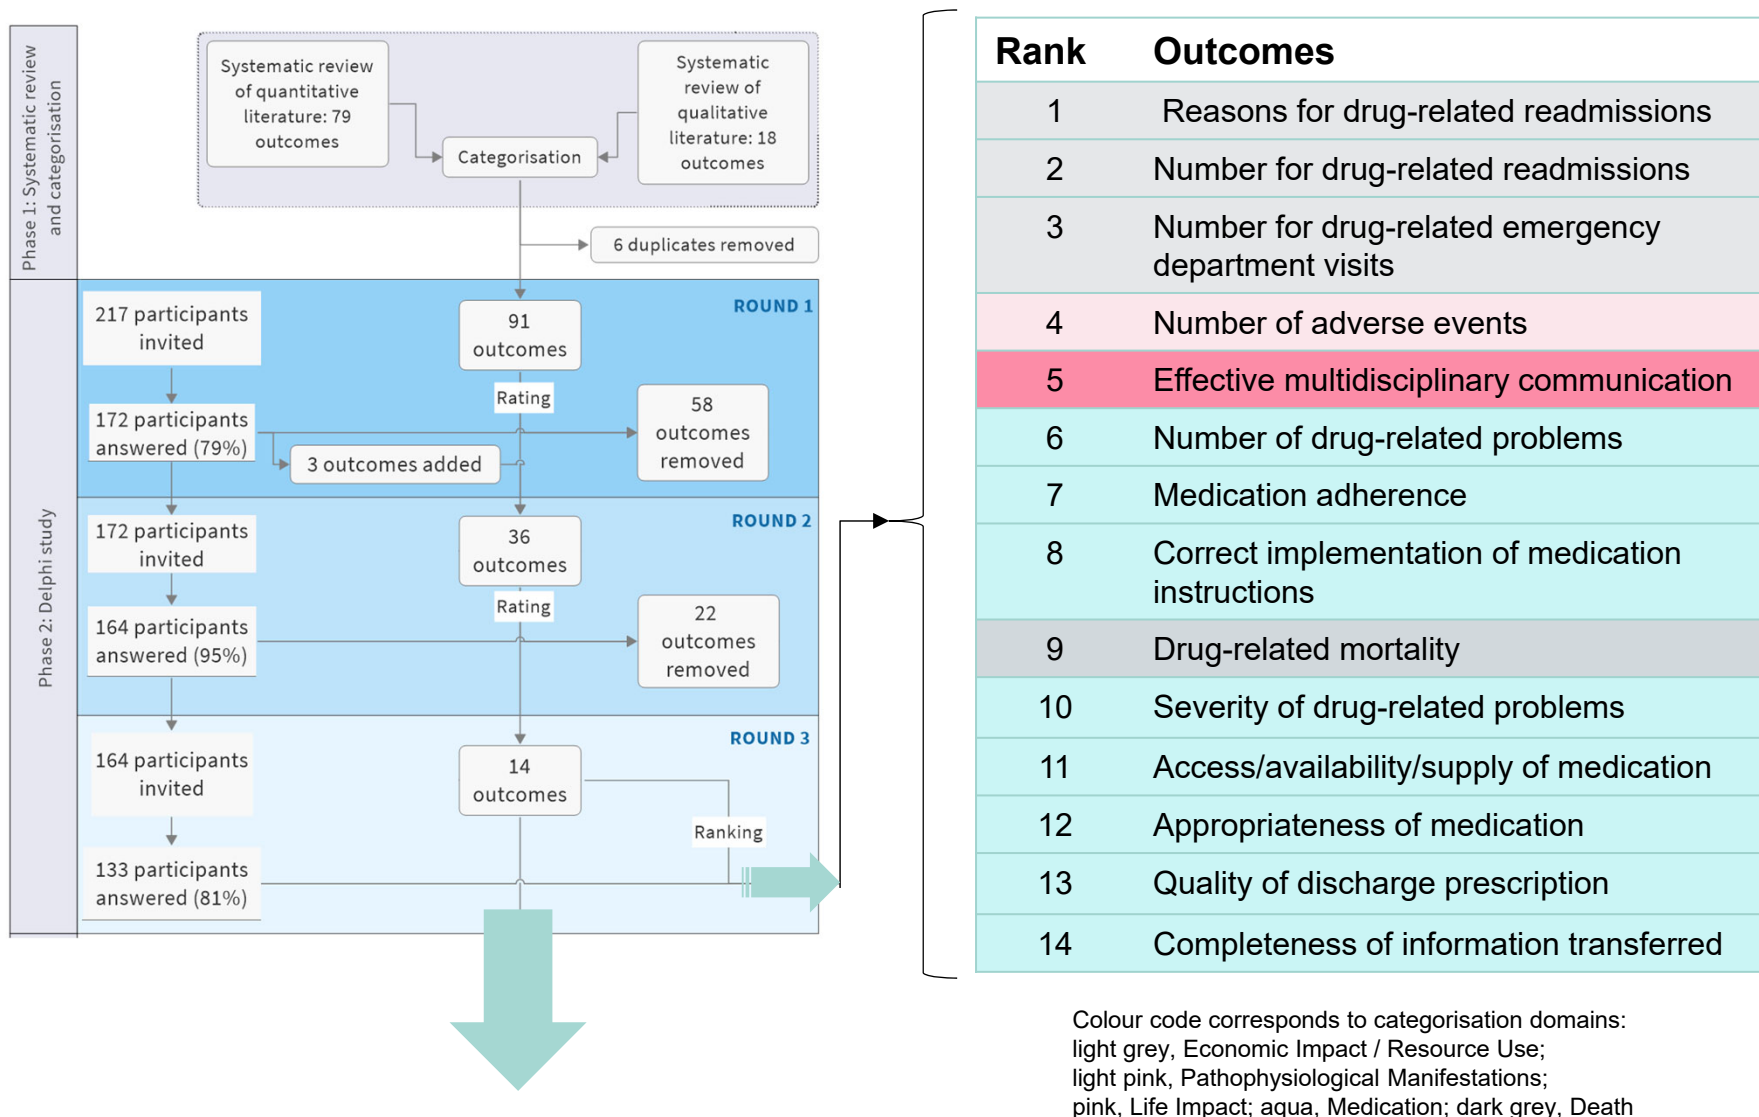 Phase 1: Systematic review
and categorisation
Systematic review
of quantitative
literature: 79
outcomes
Systematic
review of
qualitative
literature: 18
outcomes
Categorisation
6 duplicates removed
Phase 2: Delphi study
ROUND 1
217 participants
invited
91
outcomes
Rating
172 participants
answered (79%)
58
outcomes
removed
3 outcomes added
ROUND 2
172 participants
invited
36
outcomes
Rating
164 participants
answered (95%)
22
outcomes
removed
ROUND 3
164 participants
invited
14
outcomes
Ranking
133 participants
answered (81%)
Rank Outcomes
1 Reasons for drug-related readmissions
2 Number for drug-related readmissions
3 Number for drug-related emergency
department visits
4 Number of adverse events
5 Effective multidisciplinary communication
6 Number of drug-related problems
7 Medication adherence
8 Correct implementation of medication
instructions
9 Drug-related mortality
10 Severity of drug-related problems
11 Access/availability/supply of medication
12 Appropriateness of medication
13 Quality of discharge prescription
14 Completeness of information transferred
Colour code corresponds to categorisation domains:
light grey, Economic Impact / Resource Use;
light pink, Pathophysiological Manifestations;
pink, Life Impact; aqua, Medication; dark grey, Death